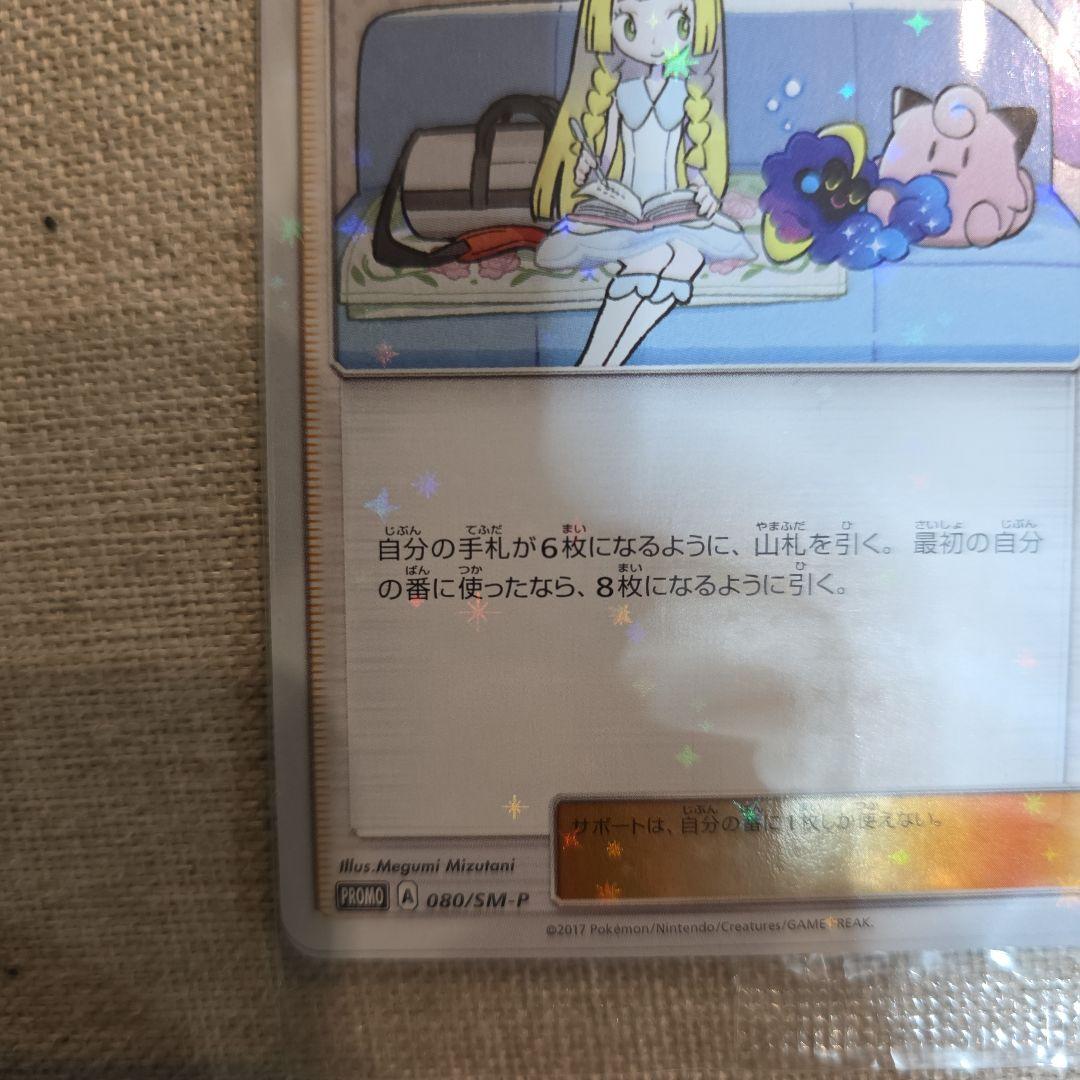 自分の手札が6枚になるように、山札を引く。最初の自分
の番に使ったなら、8枚になるように引く。
サポートは、自分の番に1枚しか使えない。
Illus.Megumi Mizutani
PROMO A 080/SM-P
©2017 Pokémon/Nintendo/Creatures/GAME FREAK.